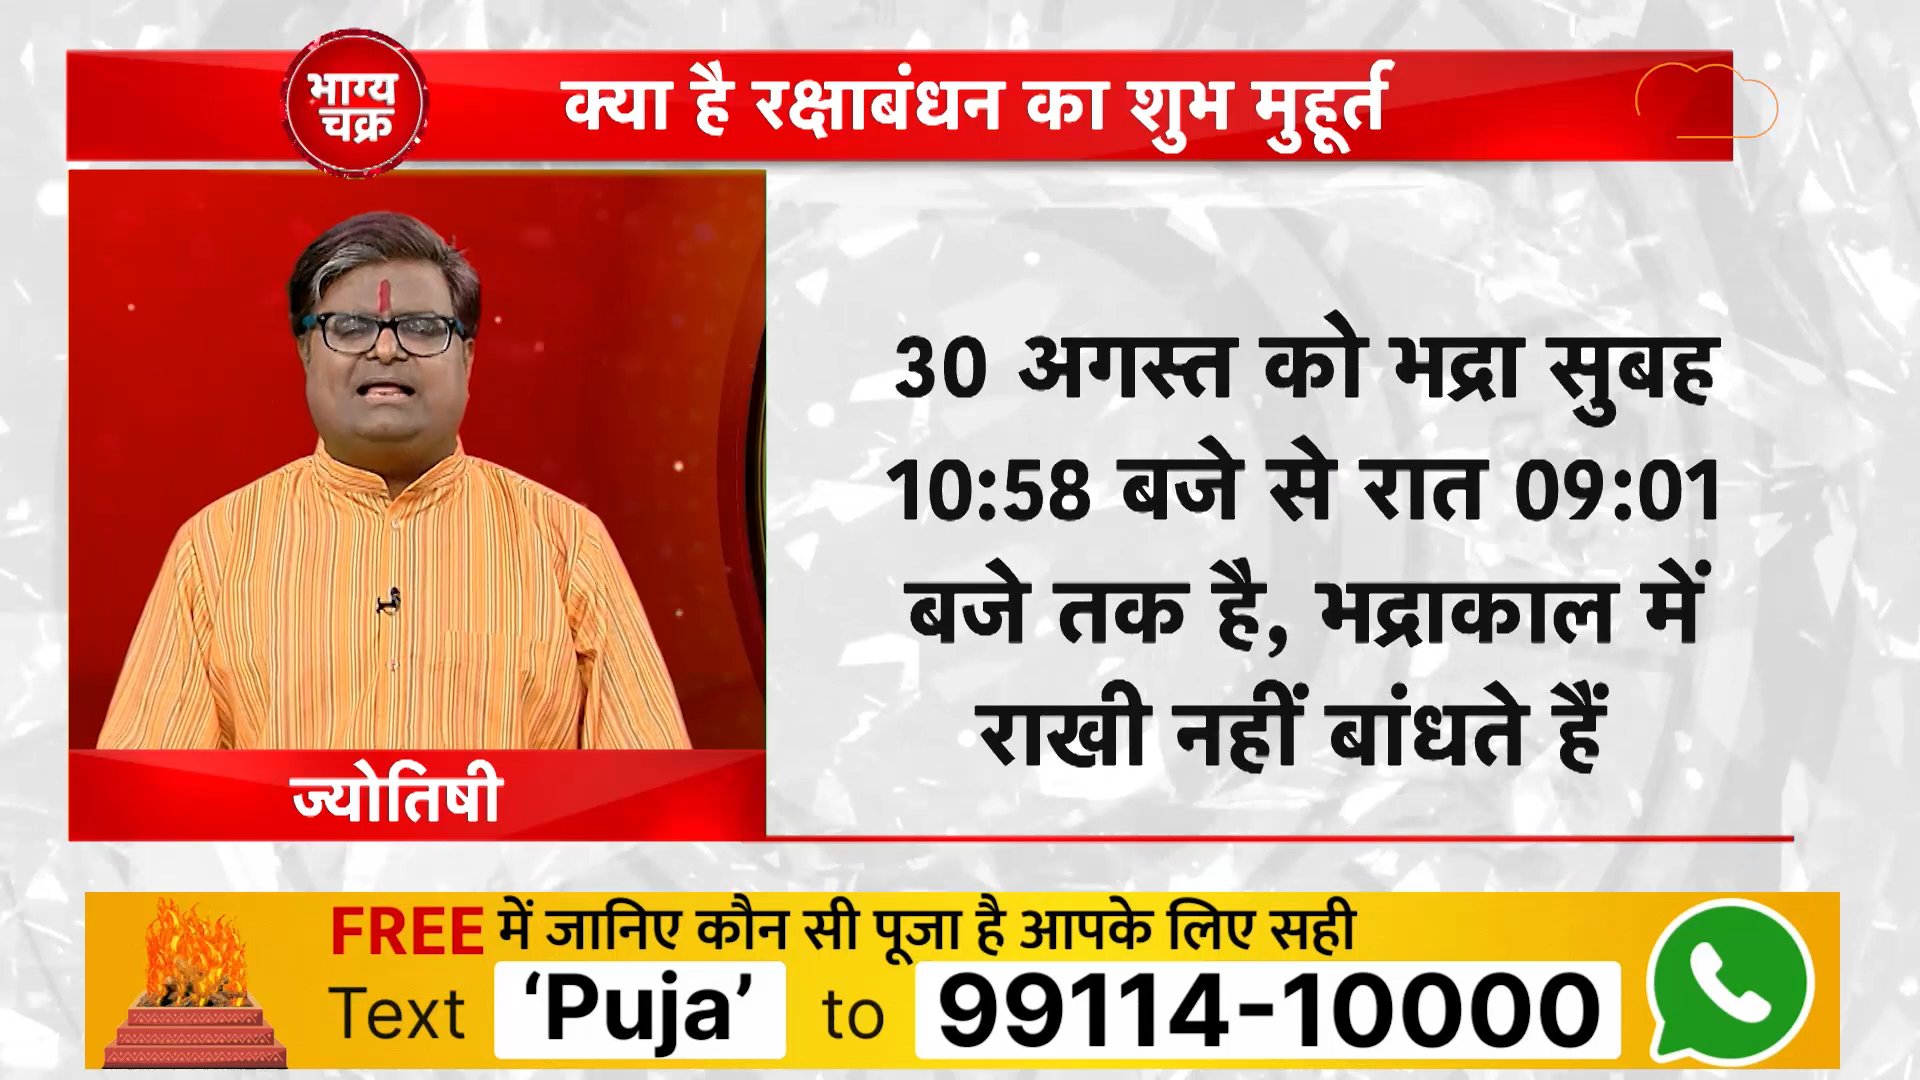 भाग्य
चक्र
क्या है रक्षाबंधन का शुभ मुहूर्त
30 अगस्त को भद्रा सुबह
10:58 बजे से रात 09:01
बजे तक है, भद्राकाल में
राखी नहीं बांधते हैं
ज्योतिषी
FREE में जानिए कौन सी पूजा है आपके लिए सही
Text ‘Puja’ to 99114-10000